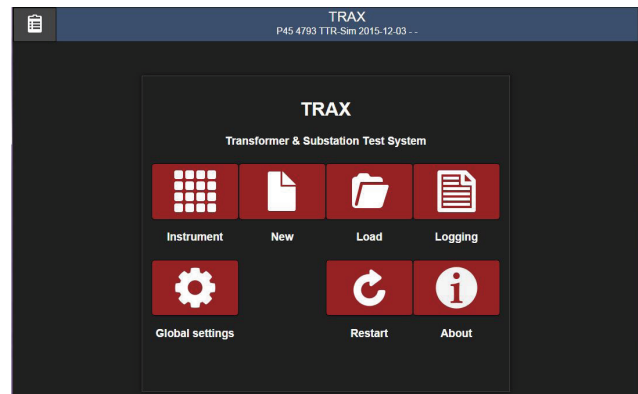 TRAX
P45 4793 TTR-Sim 2015-12-03 - -
TRAX
Transformer & Substation Test System
Instrument New Load Logging
Global settings Restart About